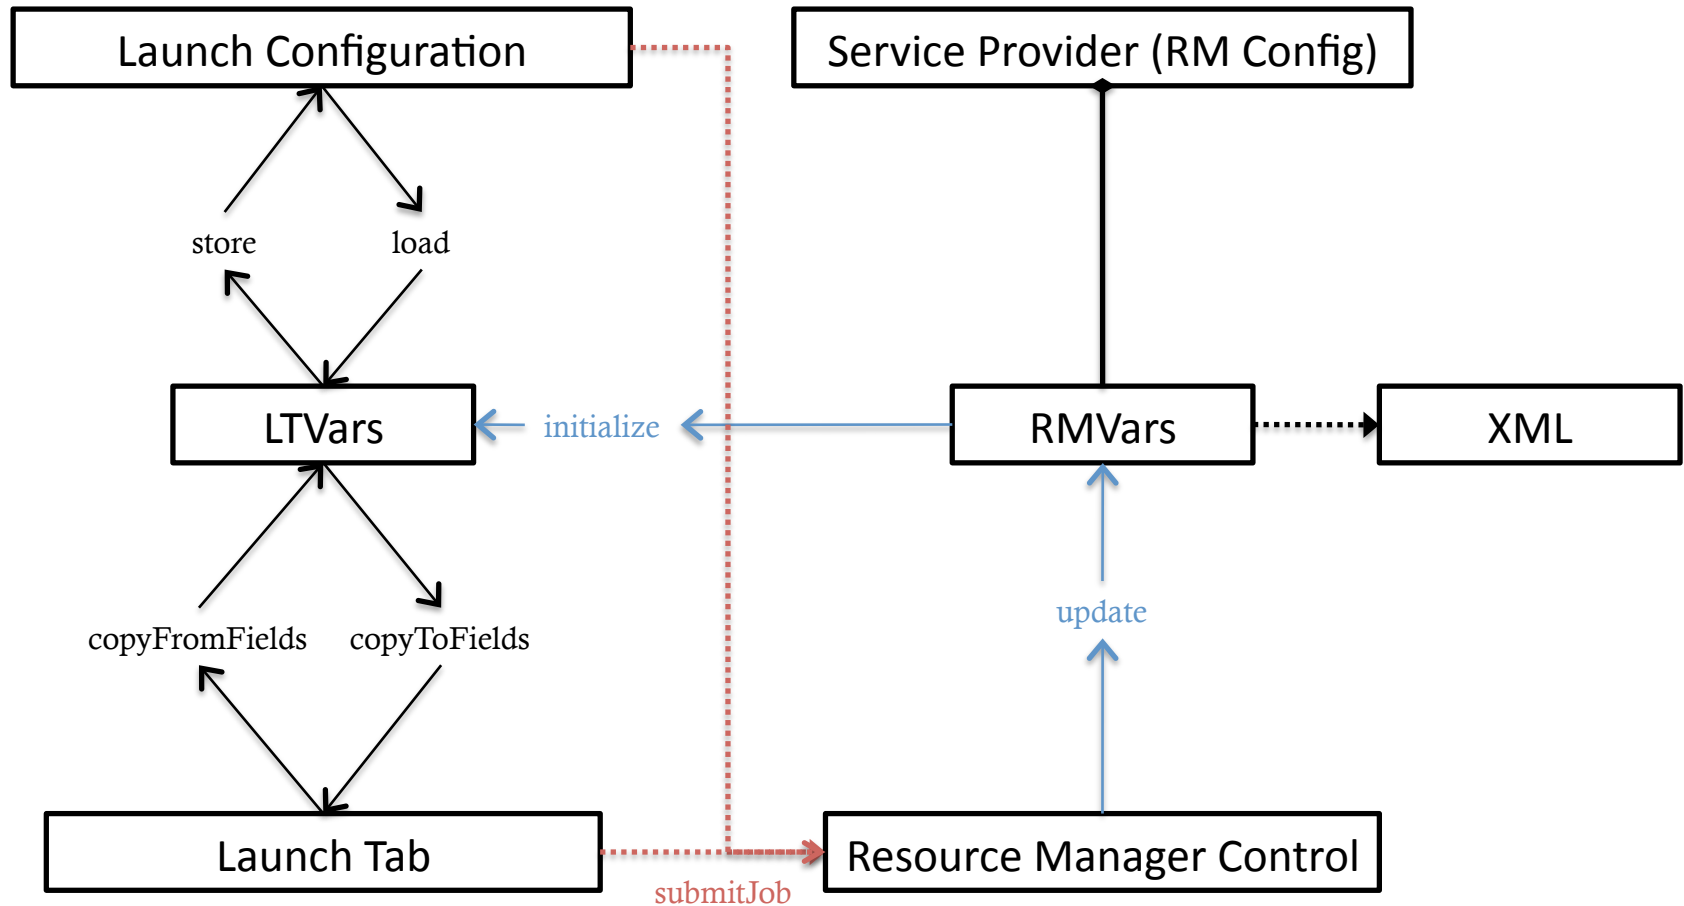 Launch Configuration
Service Provider (RM Config)
store
load
LTVars
initialize
RMVars
XML
copyFromFields
copyToFields
update
Launch Tab
submitJob
Resource Manager Control